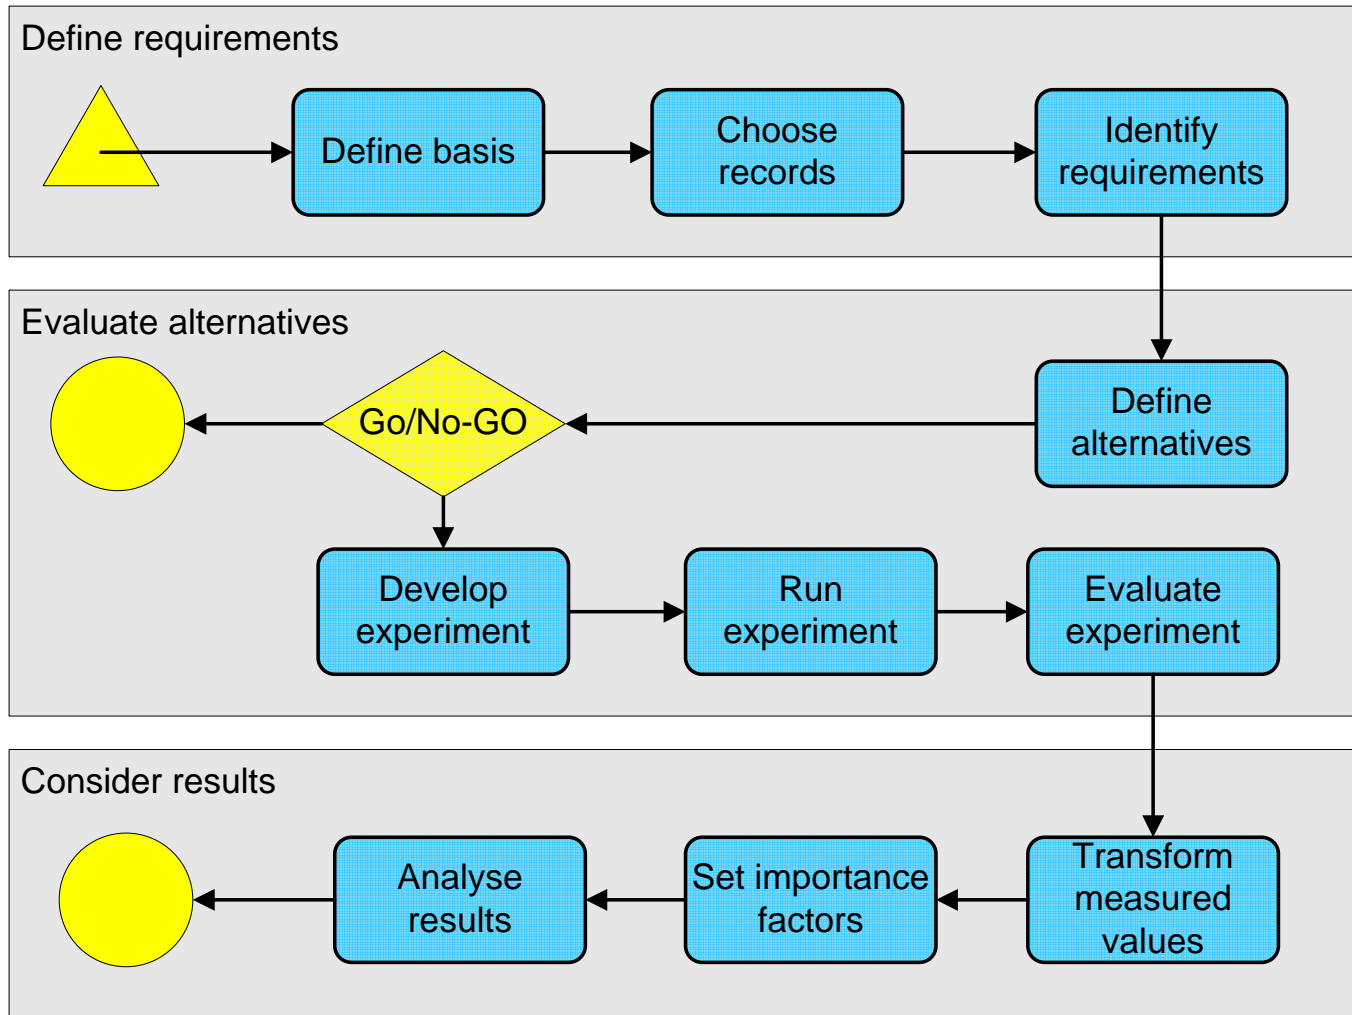 Define requirements
Define basis
Choose
records
Identify
requirements
Evaluate alternatives
Go/No-GO
Define
alternatives
Develop
experiment
Run
experiment
Evaluate
experiment
Consider results
Analyse
results
Set importance
factors
Transform
measured
values